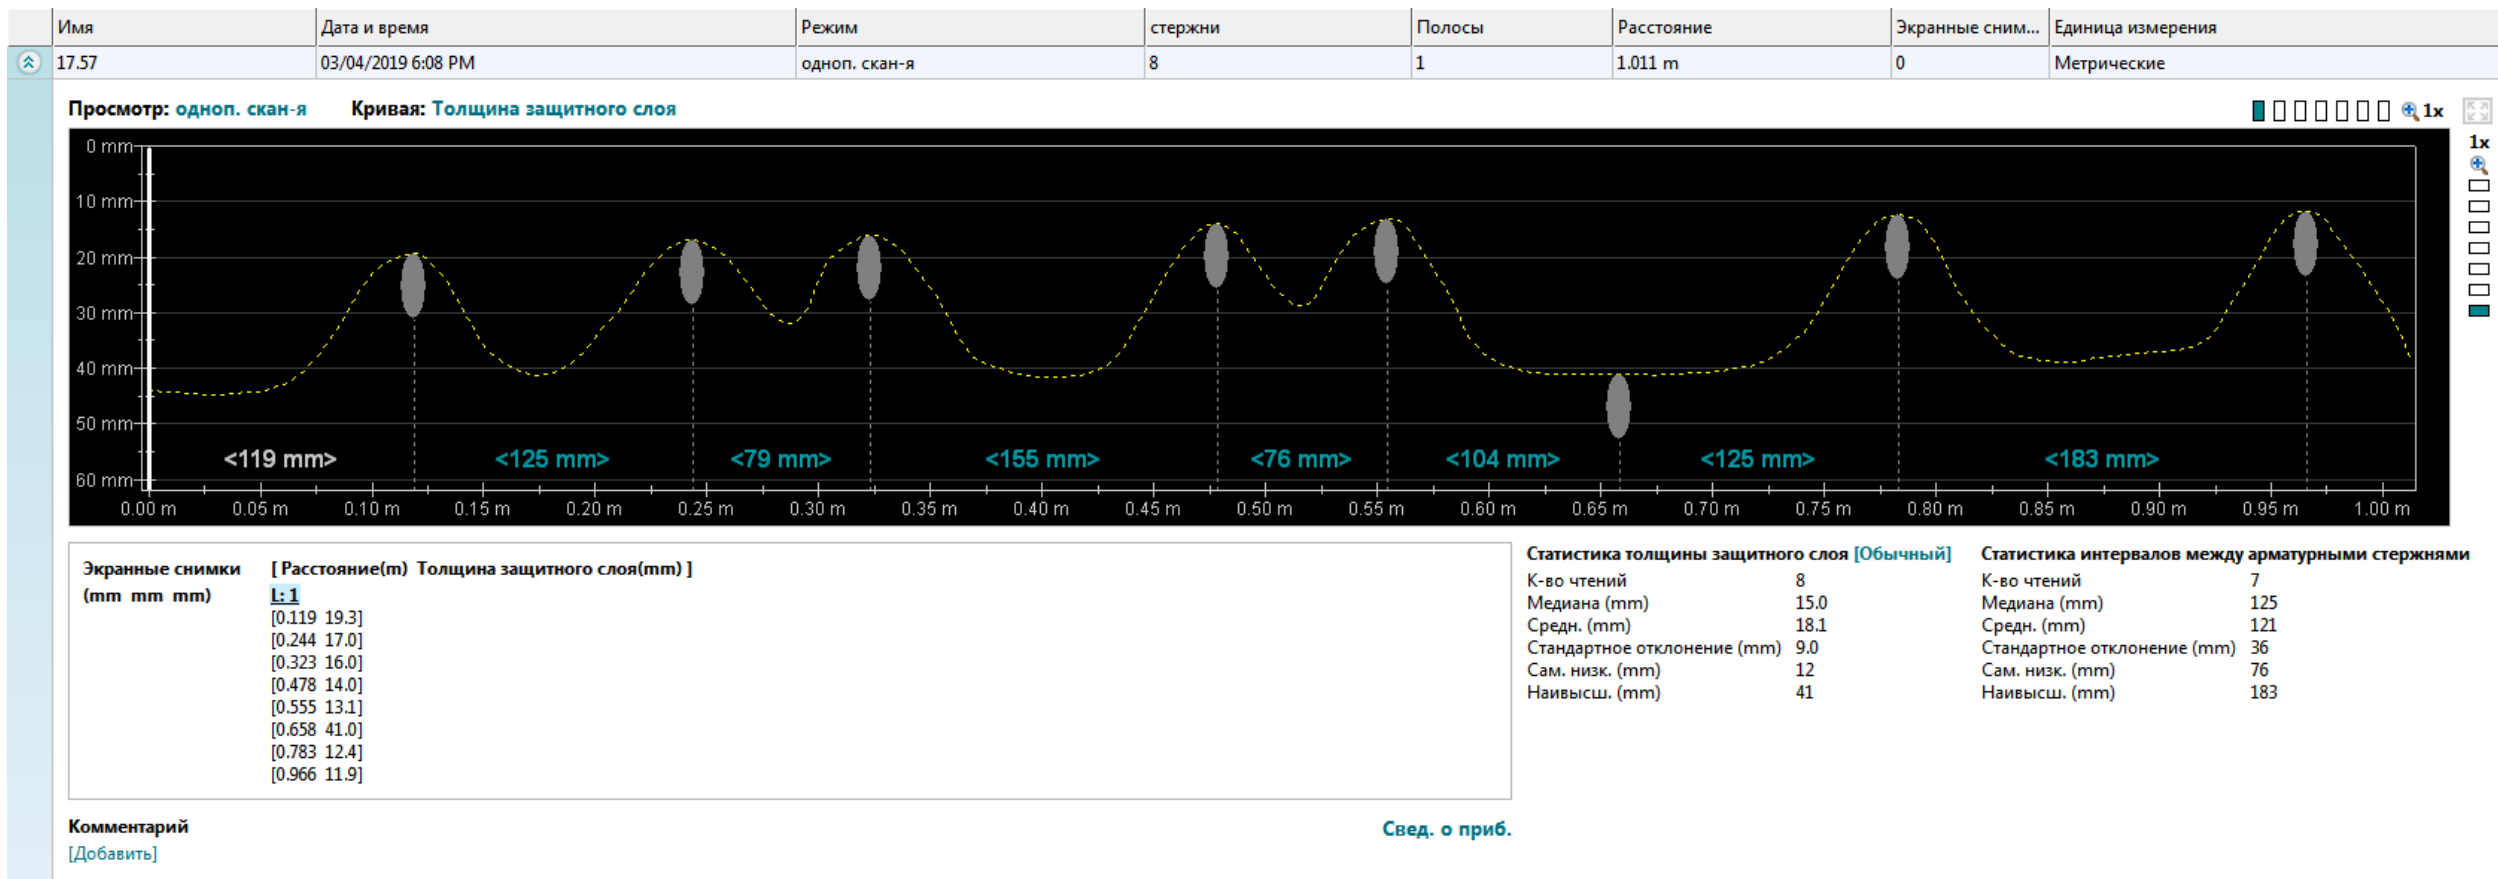 Имя Дата и время Режим стержни Полосы Расстояние Экранные сним... Единица измерения
17.57 03/04/2019 6:08 PM одноп. скан-я 8 1 1.011 m 0 Метрические
Просмотр: одноп. скан-я Кривая: Толщина защитного слоя 1x
1x
0 mm
10 mm
20 mm
30 mm
40 mm
50 mm
<119 mm> <125 mm> <79 mm> <155 mm> <76 mm> <104 mm> <125 mm> <183 mm>
60 mm
0.00 m 0.05 m 0.10 m 0.15 m 0.20 m 0.25 m 0.30 m 0.35 m 0.40 m 0.45 m 0.50 m 0.55 m 0.60 m 0.65 m 0.70 m 0.75 m 0.80 m 0.85 m 0.90 m 0.95 m 1.00 m
Экранные снимки [ Расстояние(m) Толщина защитного слоя(mm) ]
(mm mm mm) L: 1
[0.119 19.3]
[0.244 17.0]
[0.323 16.0]
[0.478 14.0]
[0.555 13.1]
[0.658 41.0]
[0.783 12.4]
[0.966 11.9]
Статистика толщины защитного слоя [Обычный]
К-во чтений 8
Медиана (mm) 15.0
Средн. (mm) 18.1
Стандартное отклонение (mm) 9.0
Сам. низк. (mm) 12
Наивысш. (mm) 41
Статистика интервалов между арматурными стержнями
К-во чтений 7
Медиана (mm) 125
Средн. (mm) 121
Стандартное отклонение (mm) 36
Сам. низк. (mm) 76
Наивысш. (mm) 183
Комментарий Свед. о приб.
[Добавить]